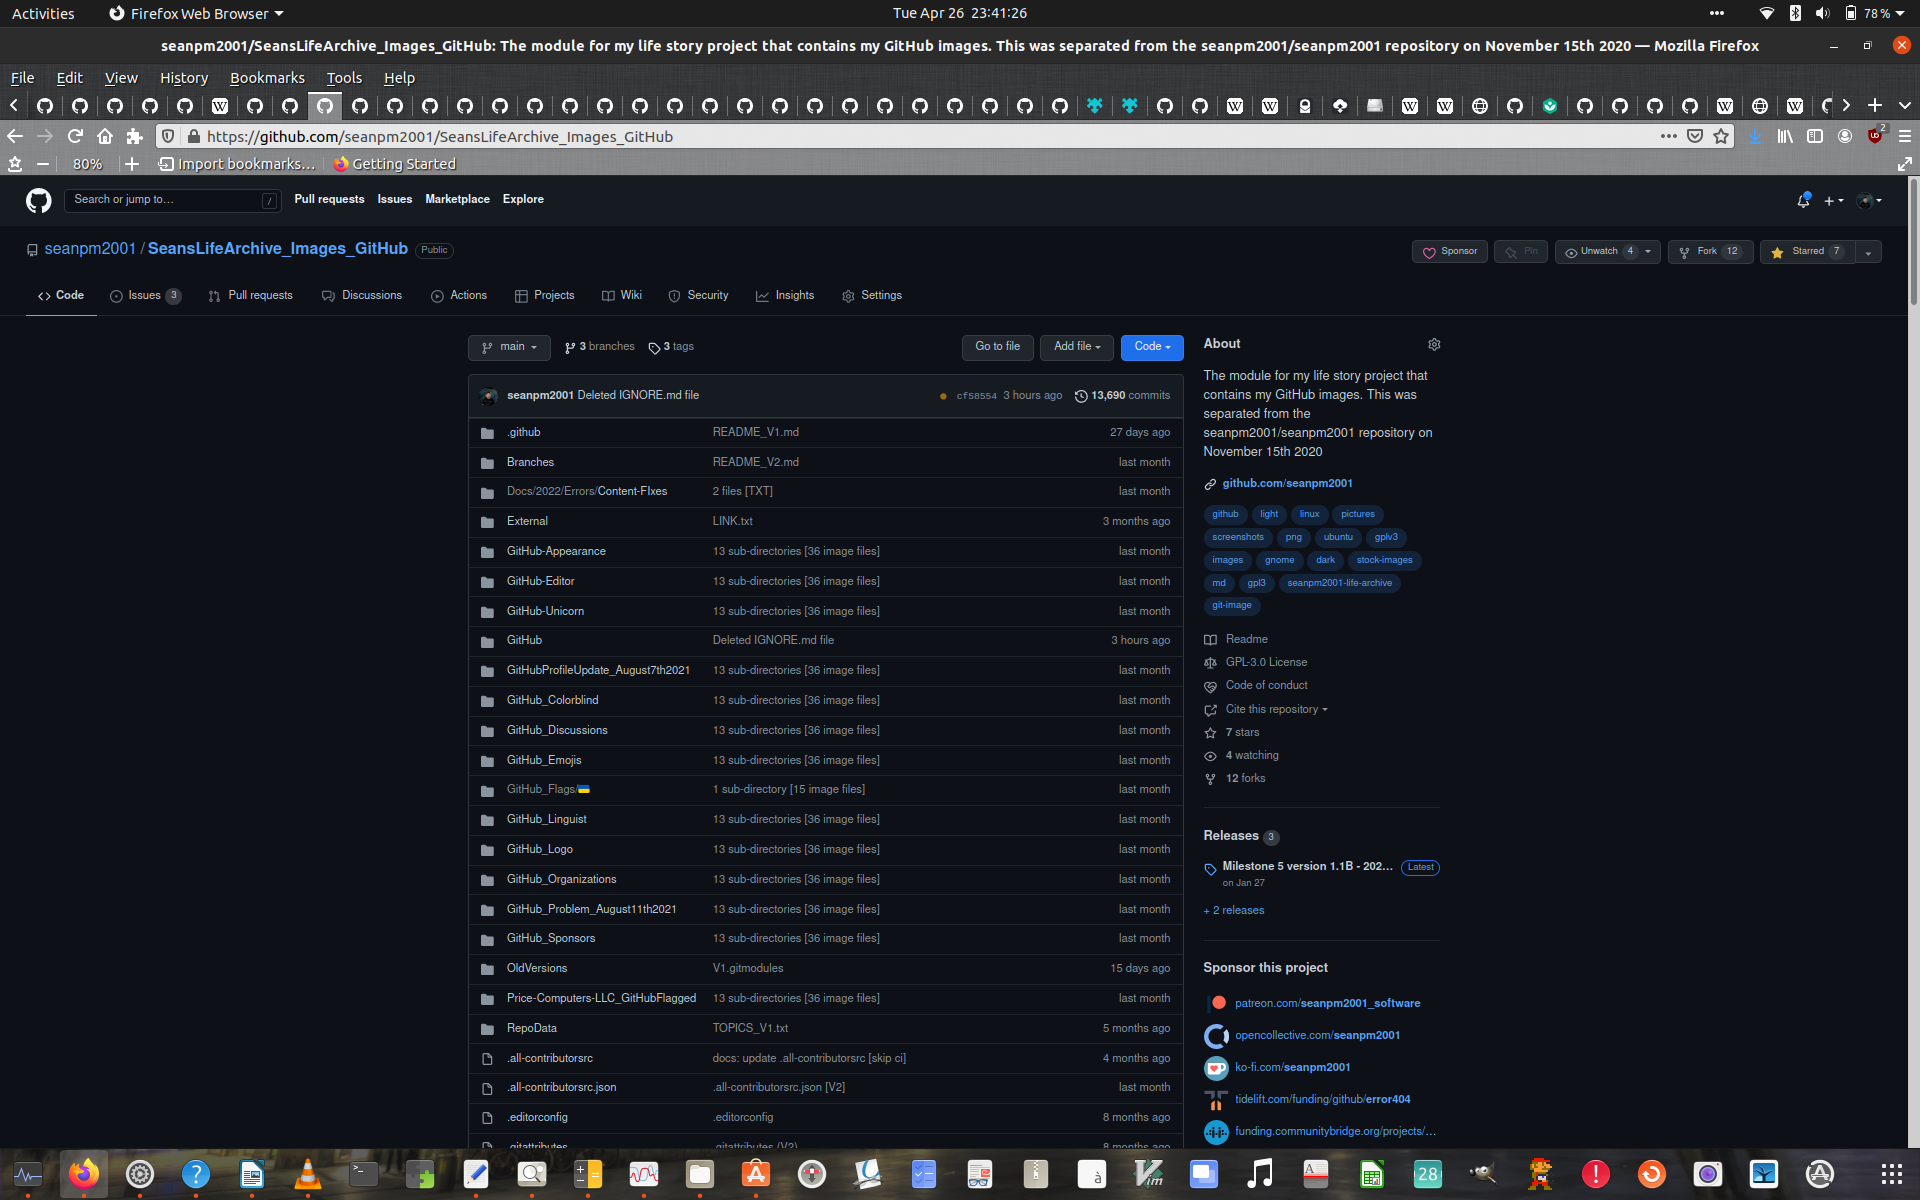 Activities
Firefox Web Browser
Tue Apr 26 23:41:26
78 %
seanpm2001/SeansLifeArchive_Images_GitHub: The module for my life story project that contains my GitHub images. This was separated from the seanpm2001/seanpm2001 repository on November 15th 2020 — Mozilla Firefox
File Edit View History Bookmarks Tools Help
https://github.com/seanpm2001/SeansLifeArchive_Images_GitHub
2
80% Import bookmarks... Getting Started
Search or jump to... / Pull requests Issues Marketplace Explore
seanpm2001 / SeansLifeArchive_Images_GitHub Public
Sponsor Pin Unwatch 4 Fork 12 Starred 7
Code Issues 3 Pull requests Discussions Actions Projects Wiki Security Insights Settings
main 3 branches 3 tags Go to file Add file Code
seanpm2001 Deleted IGNORE.md file cf58554 3 hours ago 13,690 commits
.github README_V1.md 27 days ago
Branches README_V2.md last month
Docs/2022/Errors/Content-FIxes 2 files [TXT] last month
External LINK.txt 3 months ago
GitHub-Appearance 13 sub-directories [36 image files] last month
GitHub-Editor 13 sub-directories [36 image files] last month
GitHub-Unicorn 13 sub-directories [36 image files] last month
GitHub Deleted IGNORE.md file 3 hours ago
GitHubProfileUpdate_August7th2021 13 sub-directories [36 image files] last month
GitHub_Colorblind 13 sub-directories [36 image files] last month
GitHub_Discussions 13 sub-directories [36 image files] last month
GitHub_Emojis 13 sub-directories [36 image files] last month
GitHub_Flags/🇺🇦 1 sub-directory [15 image files] last month
GitHub_Linguist 13 sub-directories [36 image files] last month
GitHub_Logo 13 sub-directories [36 image files] last month
GitHub_Organizations 13 sub-directories [36 image files] last month
GitHub_Problem_August11th2021 13 sub-directories [36 image files] last month
GitHub_Sponsors 13 sub-directories [36 image files] last month
OldVersions V1.gitmodules 15 days ago
Price-Computers-LLC_GitHubFlagged 13 sub-directories [36 image files] last month
RepoData TOPICS_V1.txt 5 months ago
.all-contributorsrc docs: update .all-contributorsrc [skip ci] 4 months ago
.all-contributorsrc.json .all-contributorsrc.json [V2] last month
.editorconfig .editorconfig 8 months ago
.gitattributes .gitattributes (V2) 8 months ago
About
The module for my life story project that
contains my GitHub images. This was
separated from the
seanpm2001/seanpm2001 repository on
November 15th 2020
github.com/seanpm2001
github light linux pictures
screenshots png ubuntu gplv3
images gnome dark stock-images
md gpl3 seanpm2001-life-archive
git-image
Readme
GPL-3.0 License
Code of conduct
Cite this repository
7 stars
4 watching
12 forks
Releases 3
Milestone 5 version 1.1B - 202... Latest
on Jan 27
+ 2 releases
Sponsor this project
patreon.com/seanpm2001_software
opencollective.com/seanpm2001
ko-fi.com/seanpm2001
tidelift.com/funding/github/error404
funding.communitybridge.org/projects/...
28